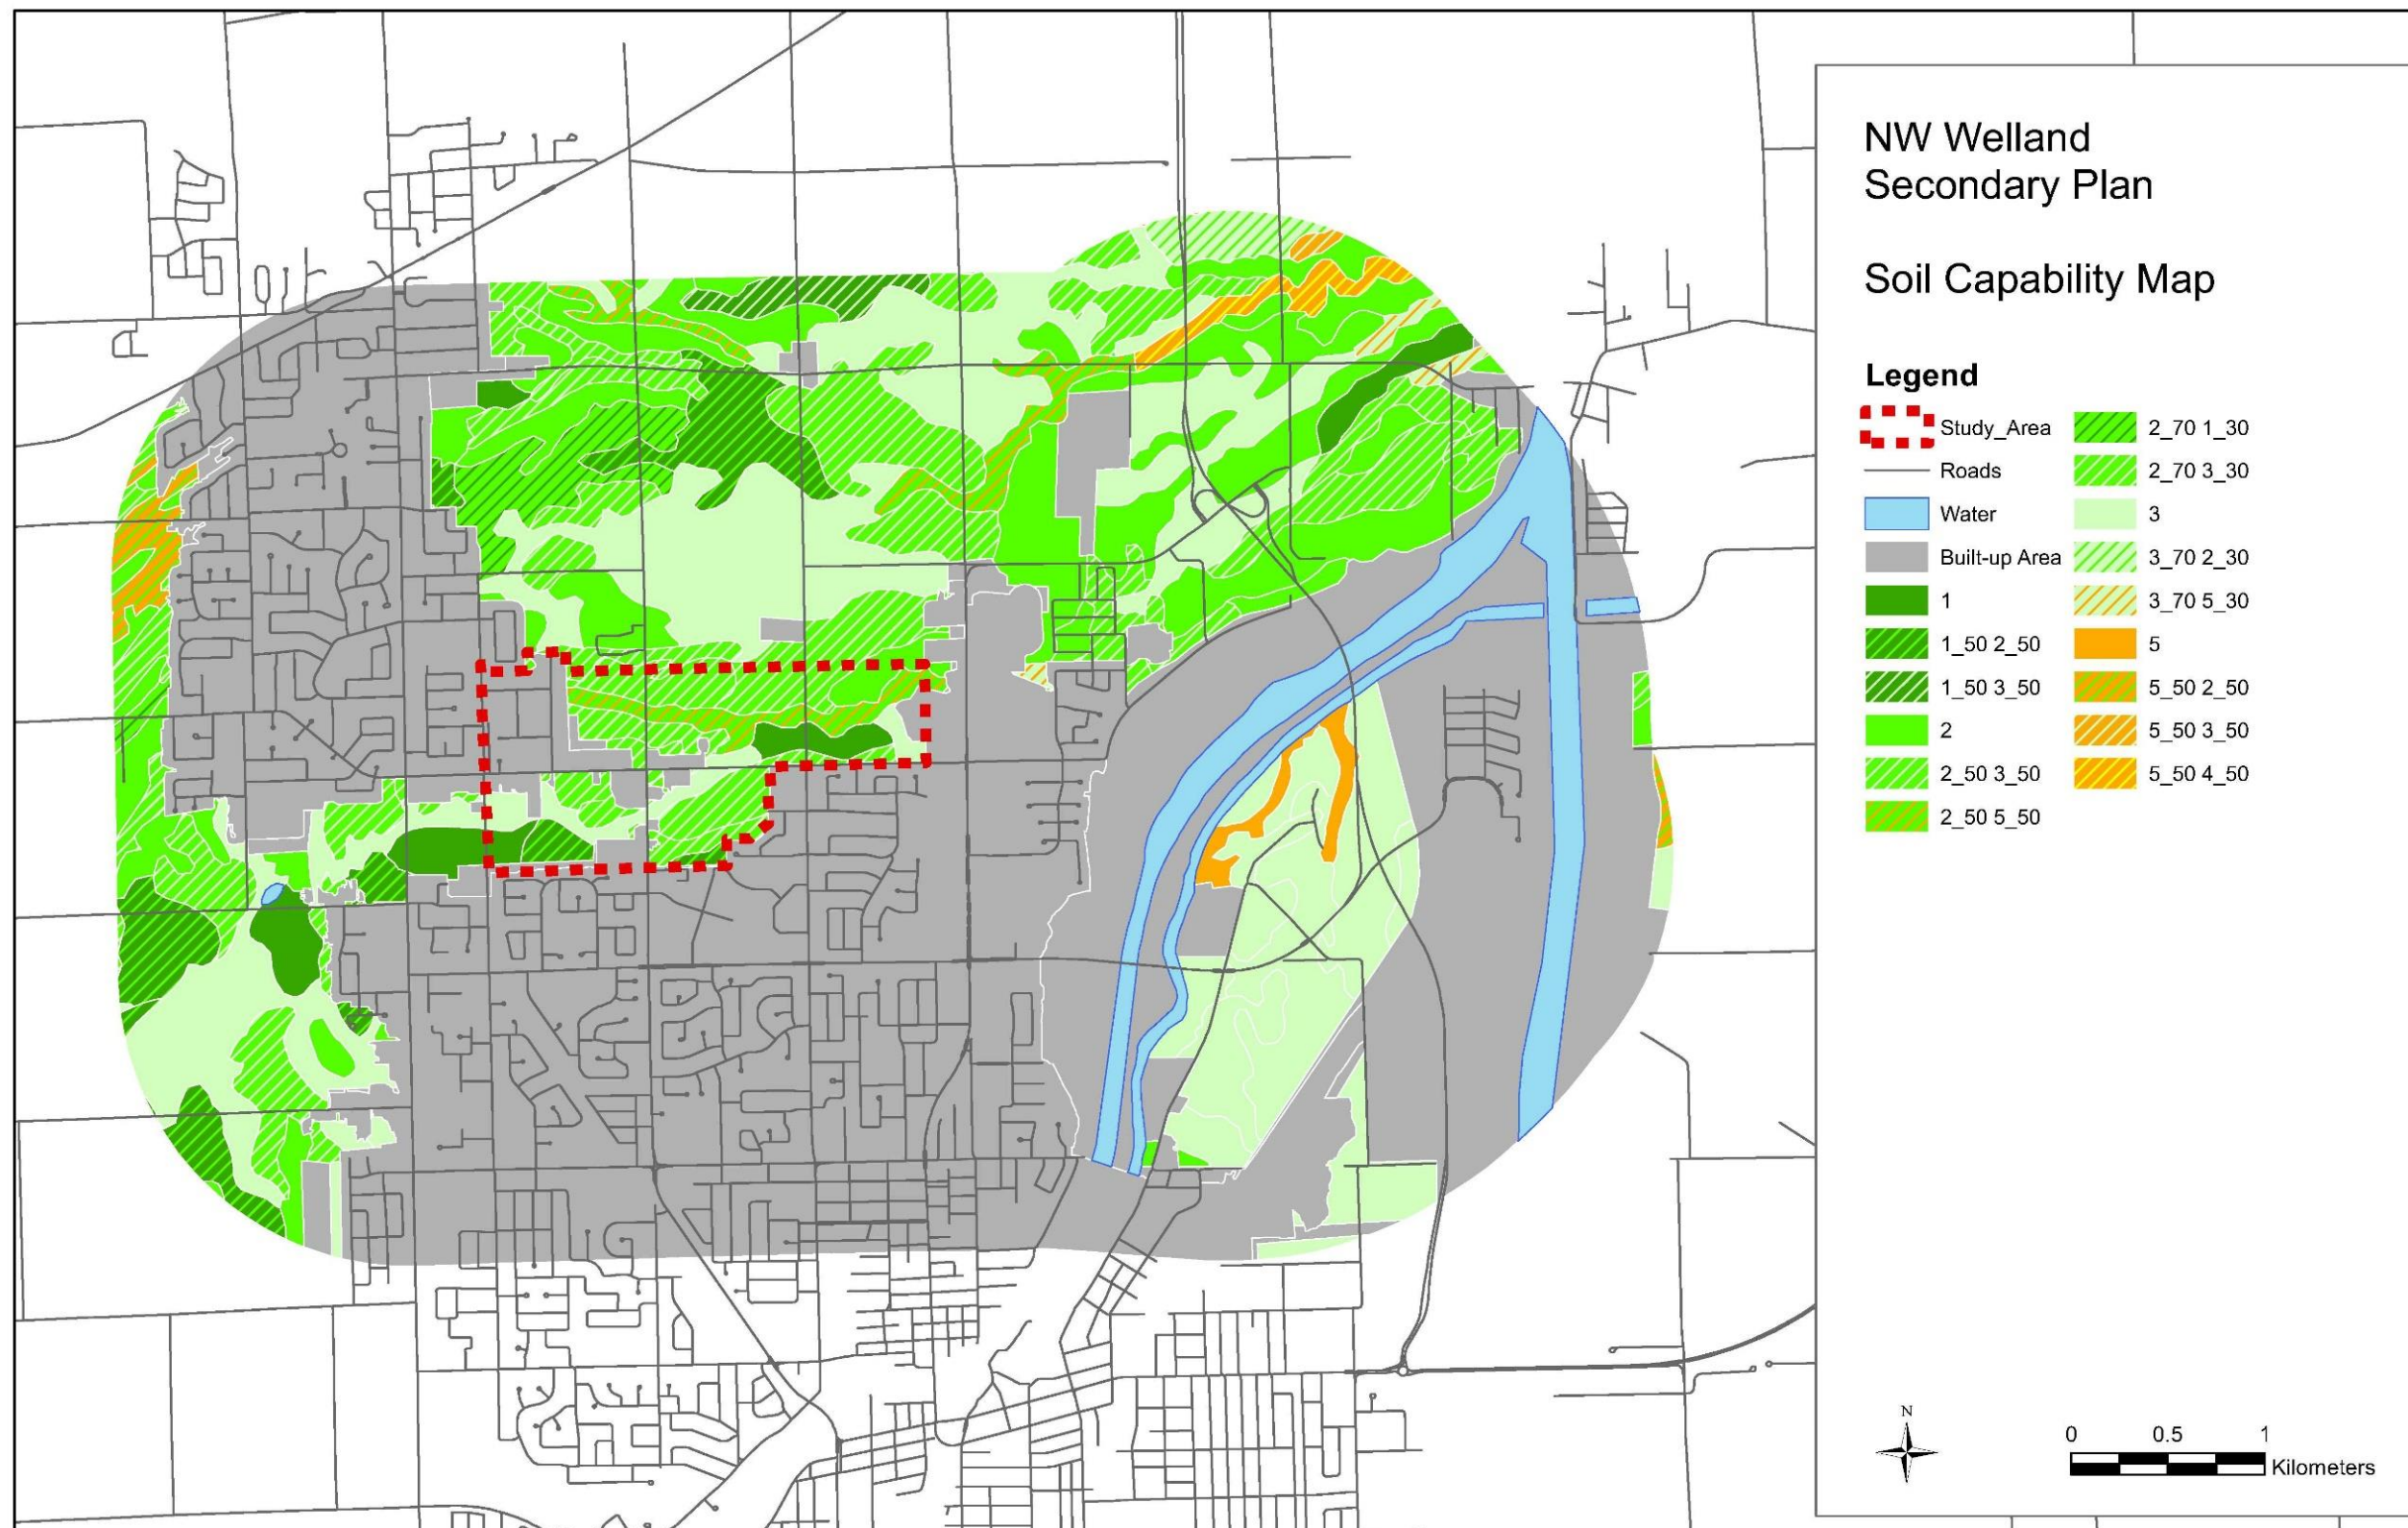 NW Welland
Secondary Plan
Soil Capability Map
Legend
Study_Area
Roads
Water
Built-up Area
1
1_50 2_50
1_50 3_50
2
2_50 3_50
2_50 5_50
2_70 1_30
2_70 3_30
3
3_70 2_30
3_70 5_30
5
5_50 2_50
5_50 3_50
5_50 4_50
N
0 0.5 1
Kilometers